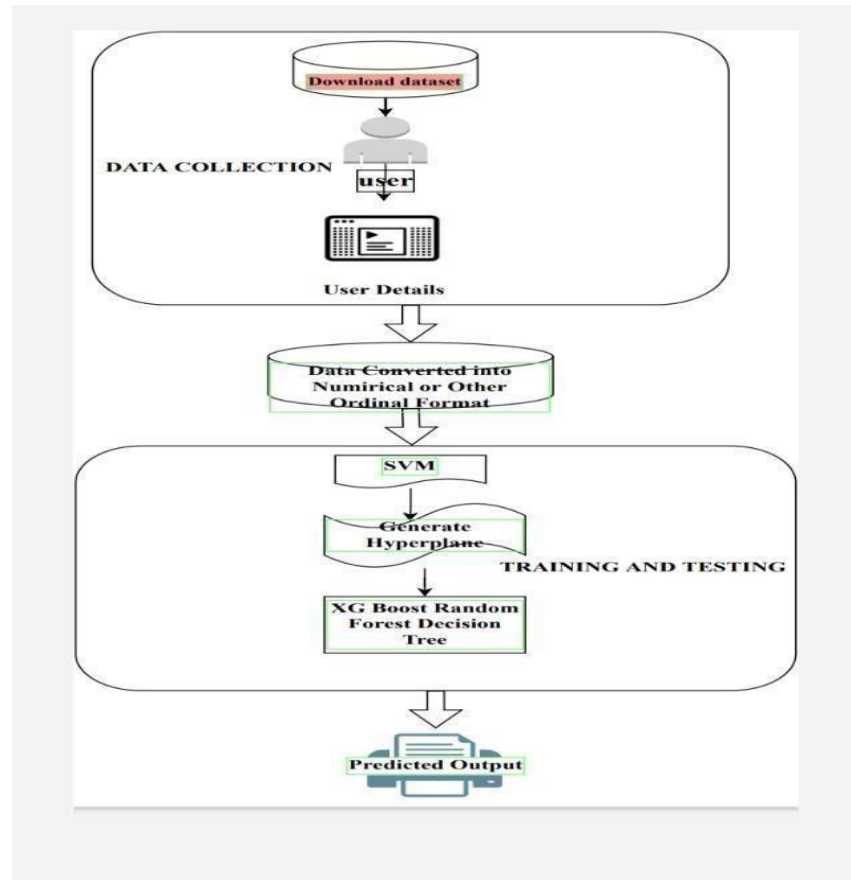 Download dataset
DATA COLLECTION
user
User Details
Data Converted into
Numirical or Other
Ordinal Format
SVM
Generate
Hyperplane
TRAINING AND TESTING
XG Boost Random
Forest Decision
Tree
Predicted Output